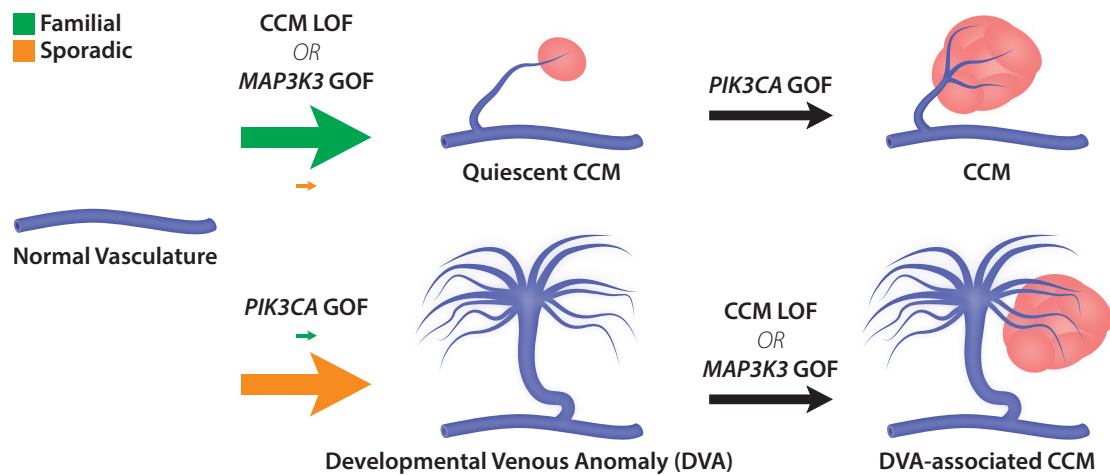 Familial
Sporadic
CCM LOF
OR
MAP3K3 GOF
Quiescent CCM
PIK3CA GOF
CCM
Normal Vasculature
PIK3CA GOF
Developmental Venous Anomaly (DVA)
CCM LOF
OR
MAP3K3 GOF
DVA-associated CCM